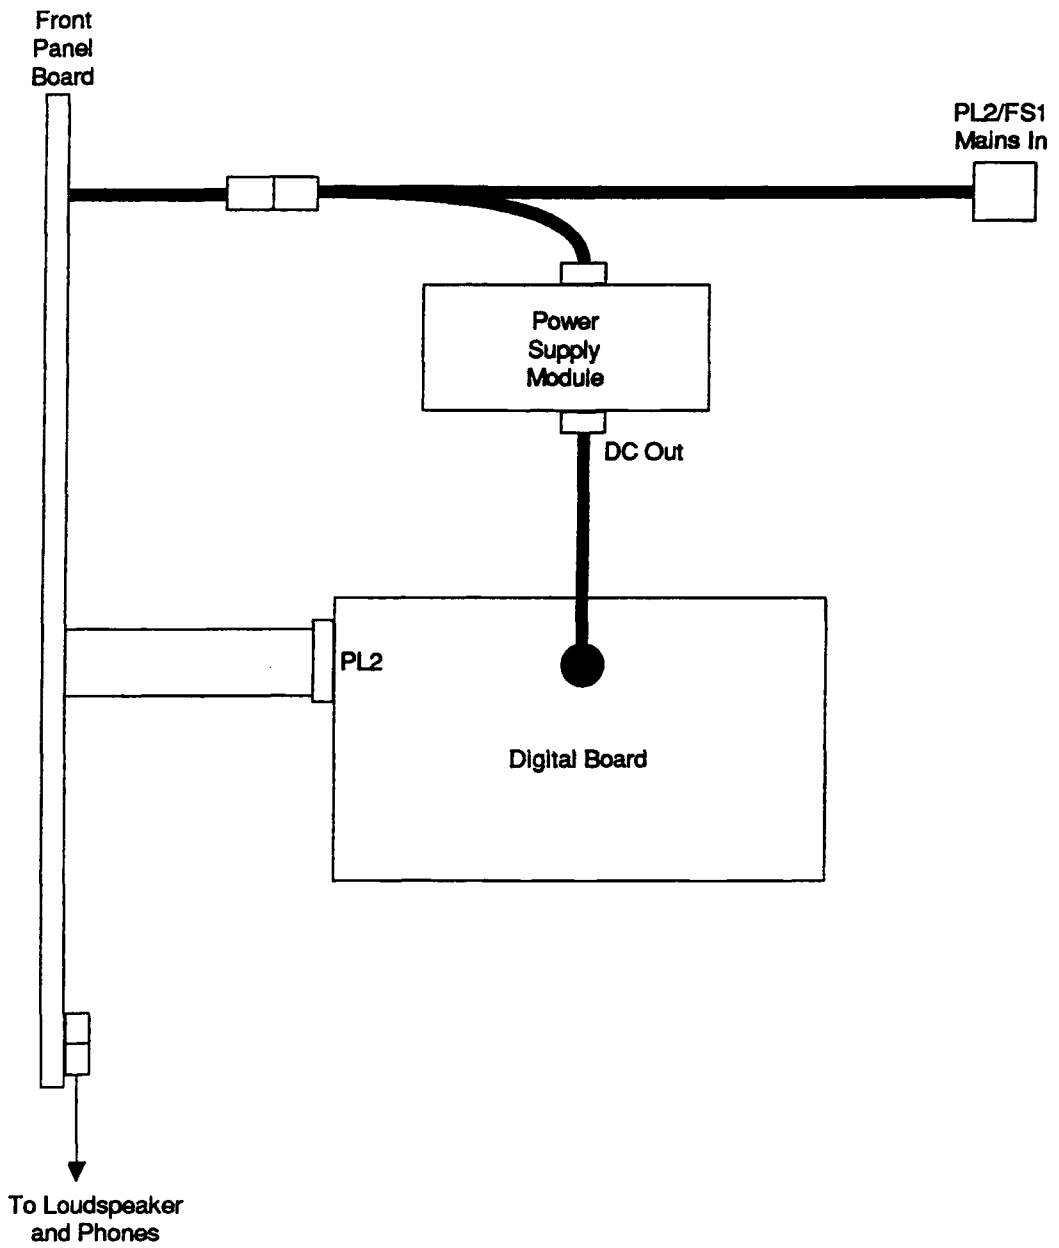 Front
Panel
Board
PL2/FS1
Mains In
Power
Supply
Module
DC Out
PL2
Digital Board
To Loudspeaker
and Phones